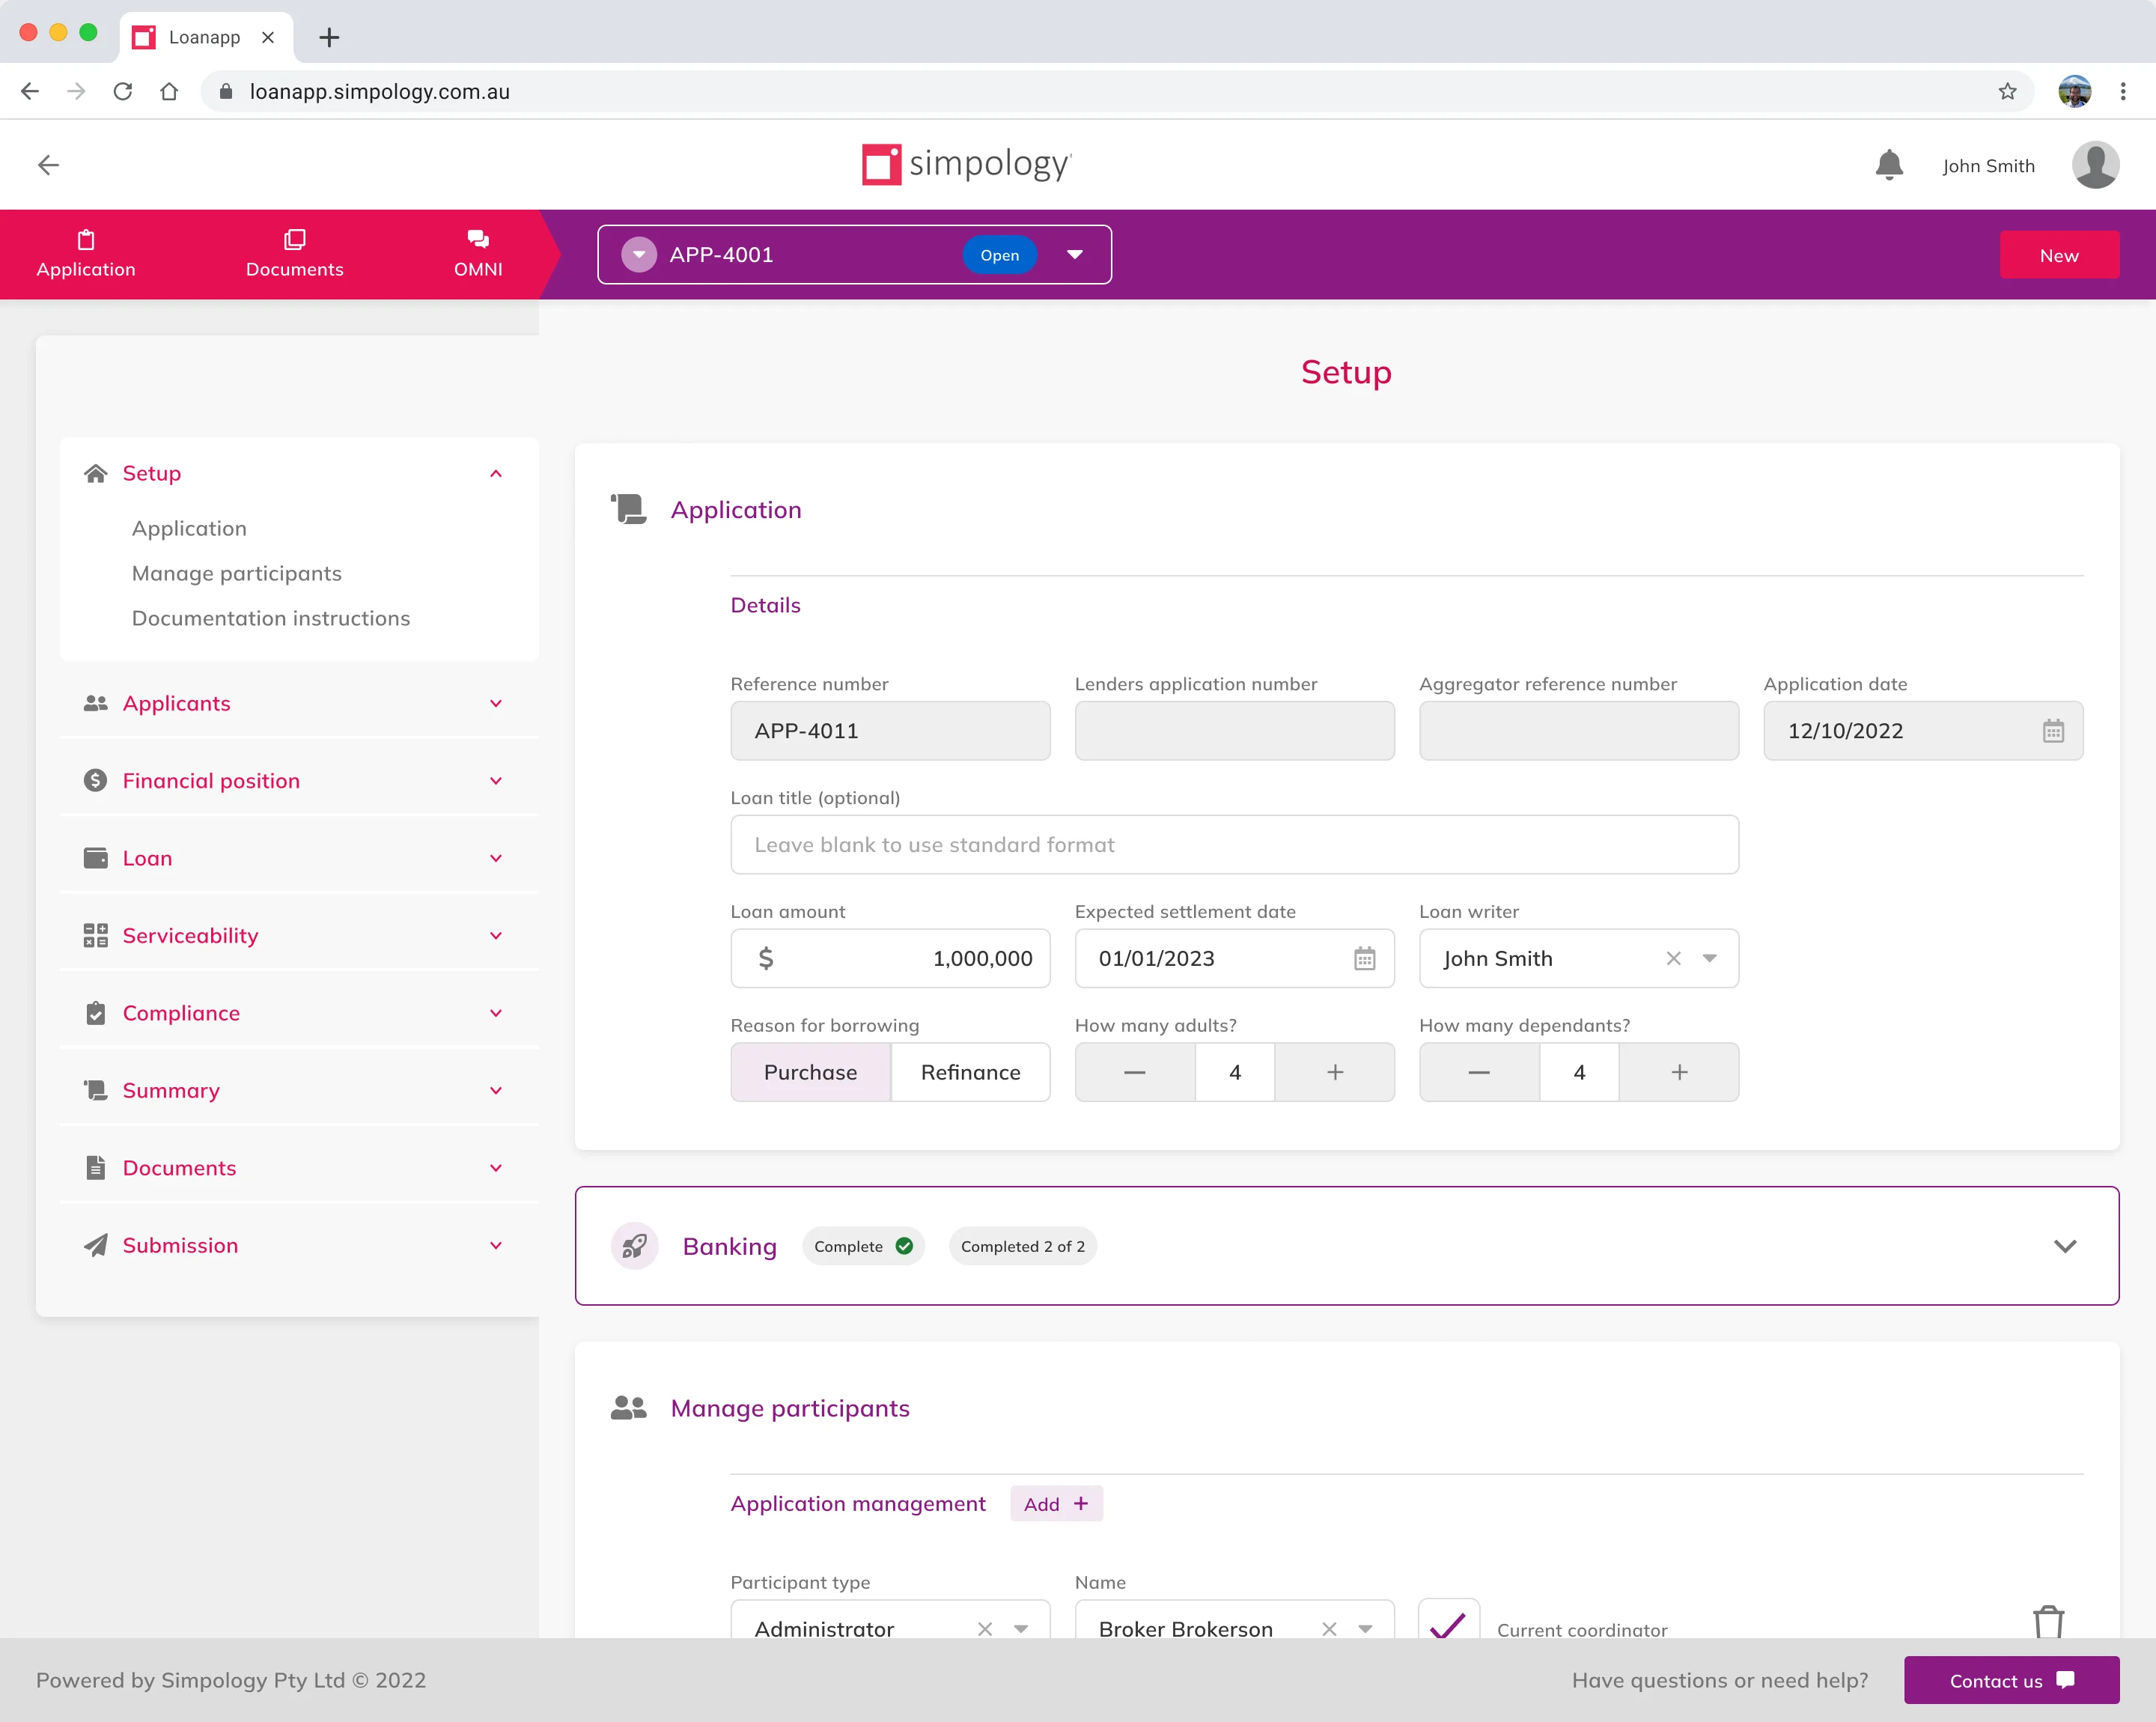 Loanapp
loanapp.simpology.com.au
simpology
John Smith
Application
Documents
OMNI
APP-4001
Open
New
Setup
Application
Manage participants
Documentation instructions
Applicants
Financial position
Loan
Serviceability
Compliance
Summary
Documents
Submission
Setup
Application
Details
Reference number
Lenders application number
Aggregator reference number
Application date
APP-4011
12/10/2022
Loan title (optional)
Leave blank to use standard format
Loan amount
Expected settlement date
Loan writer
$ 1,000,000
01/01/2023
John Smith
Reason for borrowing
How many adults?
How many dependants?
Purchase
Refinance
4
4
Banking
Complete
Completed 2 of 2
Manage participants
Application management
Add +
Participant type
Name
Administrator
Broker Brokerson
Current coordinator
Powered by Simpology Pty Ltd © 2022
Have questions or need help?
Contact us